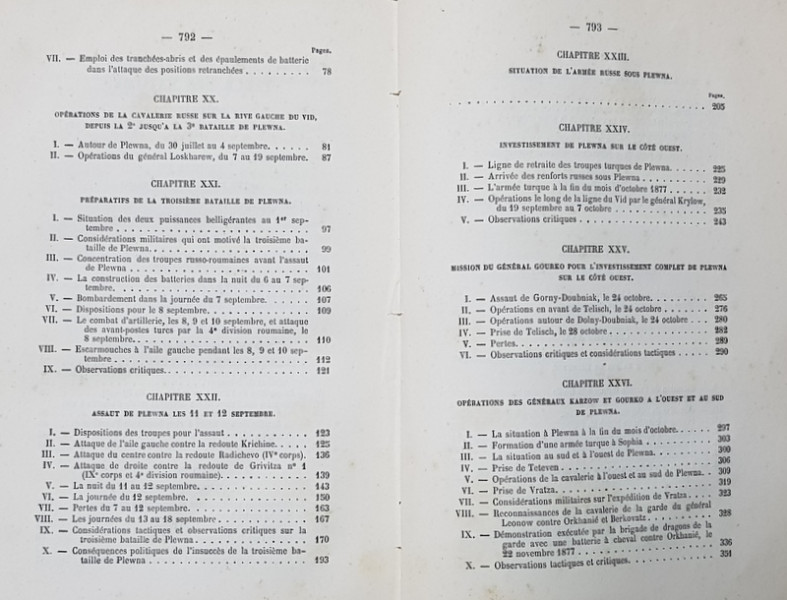 — 792 —
Pages.
VII. — Emploi des tranchées-abris et des épaulements de batterie
dans l'attaque des positions retranchées . . . . . . . . . 78
CHAPITRE XX.
OPÉRATIONS DE LA CAVALERIE RUSSE SUR LA RIVE GAUCHE DU VID,
DEPUIS LA 2e JUSQU'A LA 3e BATAILLE DE PLEWNA.
I. — Autour de Plewna, du 30 juillet au 4 septembre. . . . . . 81
II. — Opérations du général Loskharew, du 7 au 19 septembre. 87
CHAPITRE XXI.
PRÉPARATIFS DE LA TROISIÈME BATAILLE DE PLEWNA.
I. — Situation des deux puissances belligérantes au 1er sep-
tembre . . . . . . . . . . . . . . . . . . . . . . . . . . 97
II. — Considérations militaires qui ont motivé la troisième ba-
taille de Plewna. . . . . . . . . . . . . . . . . . . . . . 99
III. — Concentration des troupes russo-roumaines avant l'assaut
de Plewna . . . . . . . . . . . . . . . . . . . . . . . . 101
IV. — La construction des batteries dans la nuit du 6 au 7 sep-
tembre. . . . . . . . . . . . . . . . . . . . . . . . . . 106
V. — Bombardement dans la journée du 7 septembre. . . . . . 107
VI. — Dispositions pour le 8 septembre. . . . . . . . . . . . 109
VII. — Le combat d'artillerie, les 8, 9 et 10 septembre, et attaque
des avant-postes turcs par la 4e division roumaine, le
8 septembre. . . . . . . . . . . . . . . . . . . . . . . . 110
VIII. — Escarmouches à l'aile gauche pendant les 8, 9 et 10 sep-
tembre . . . . . . . . . . . . . . . . . . . . . . . . . . 112
IX. — Observations critiques. . . . . . . . . . . . . . . . . . 121
CHAPITRE XXII.
ASSAUT DE PLEWNA LES 11 ET 12 SEPTEMBRE.
I. — Dispositions des troupes pour l'assaut . . . . . . . . . . 123
II. — Attaque de l'aile gauche contre la redoute Krichine. . . . . 125
III. — Attaque du centre contre la redoute Radichevo (IVe corps). 136
IV. — Attaque de droite contre la redoute de Grivitza no 1
(IXe corps et 4e division roumaine). . . . . . . . . . . . 139
V. — La nuit du 11 au 12 septembre. . . . . . . . . . . . . . 143
VI. — La journée du 12 septembre. . . . . . . . . . . . . . . 150
VII. — Pertes du 7 au 12 septembre. . . . . . . . . . . . . . 163
VIII. — Les journées du 13 au 18 septembre . . . . . . . . . . 167
IX. — Considérations tactiques et observations critiques sur la
troisième bataille de Plewna . . . . . . . . . . . . . . . 170
X. — Conséquences politiques de l'insuccès de la troisième ba-
taille de Plewna . . . . . . . . . . . . . . . . . . . . . 193
— 793 —
CHAPITRE XXIII.
SITUATION DE L'ARMÉE RUSSE SOUS PLEWNA.
Pages.
. . . . . . . . . . . . . . . . . . . . . . . . . . . . . . 205
CHAPITRE XXIV.
INVESTISSEMENT DE PLEWNA SUR LE CÔTÉ OUEST.
I. — Ligne de retraite des troupes turques de Plewna. . . . . . 225
II. — Arrivée des renforts russes sous Plewna . . . . . . . . . 229
III. — L'armée turque à la fin du mois d'octobre 1877 . . . . . . 232
IV. — Opérations le long de la ligne du Vid par le général Krylow,
du 19 septembre au 7 octobre . . . . . . . . . . . . . . 235
V. — Observations critiques . . . . . . . . . . . . . . . . . . 243
CHAPITRE XXV.
MISSION DU GÉNÉRAL GOURKO POUR L'INVESTISSEMENT COMPLET DE PLEWNA
SUR LE CÔTÉ OUEST.
I. — Assaut de Gorny-Doubniak, le 24 octobre. . . . . . . . . 265
II. — Opérations en avant de Telisch, le 24 octobre . . . . . . 276
III. — Opérations autour de Dolny-Doubniak, le 24 octobre . . . 280
IV. — Prise de Telisch, le 28 octobre . . . . . . . . . . . . . 282
V. — Pertes. . . . . . . . . . . . . . . . . . . . . . . . . . 289
VI. — Observations critiques et considérations tactiques . . . . . 290
CHAPITRE XXVI.
OPÉRATIONS DES GÉNÉRAUX KARZOW ET GOURKO A L'OUEST ET AU SUD
DE PLEWNA.
I. — La situation à Plewna à la fin du mois d'octobre. . . . . . 297
II. — Formation d'une armée turque à Sophia . . . . . . . . . 303
III. — La situation au sud et à l'ouest de Plewna. . . . . . . . 300
IV. — Prise de Teteven . . . . . . . . . . . . . . . . . . . . 306
V. — Opérations de la cavalerie à l'ouest et au sud de Plewna. . 309
VI. — Prise de Vratza. . . . . . . . . . . . . . . . . . . . . 319
VII. — Considérations militaires sur l'expédition de Vratza . . . . 323
VIII. — Reconnaissances de la cavalerie de la garde du général
Leonow contre Orkhanié et Berkovatz. . . . . . . . . . . 328
IX. — Démonstration exécutée par la brigade de dragons de la
garde avec une batterie à cheval contre Orkhanié, le
22 novembre 1877 . . . . . . . . . . . . . . . . . . . . 336
X. — Observations tactiques et critiques. . . . . . . . . . . . 351